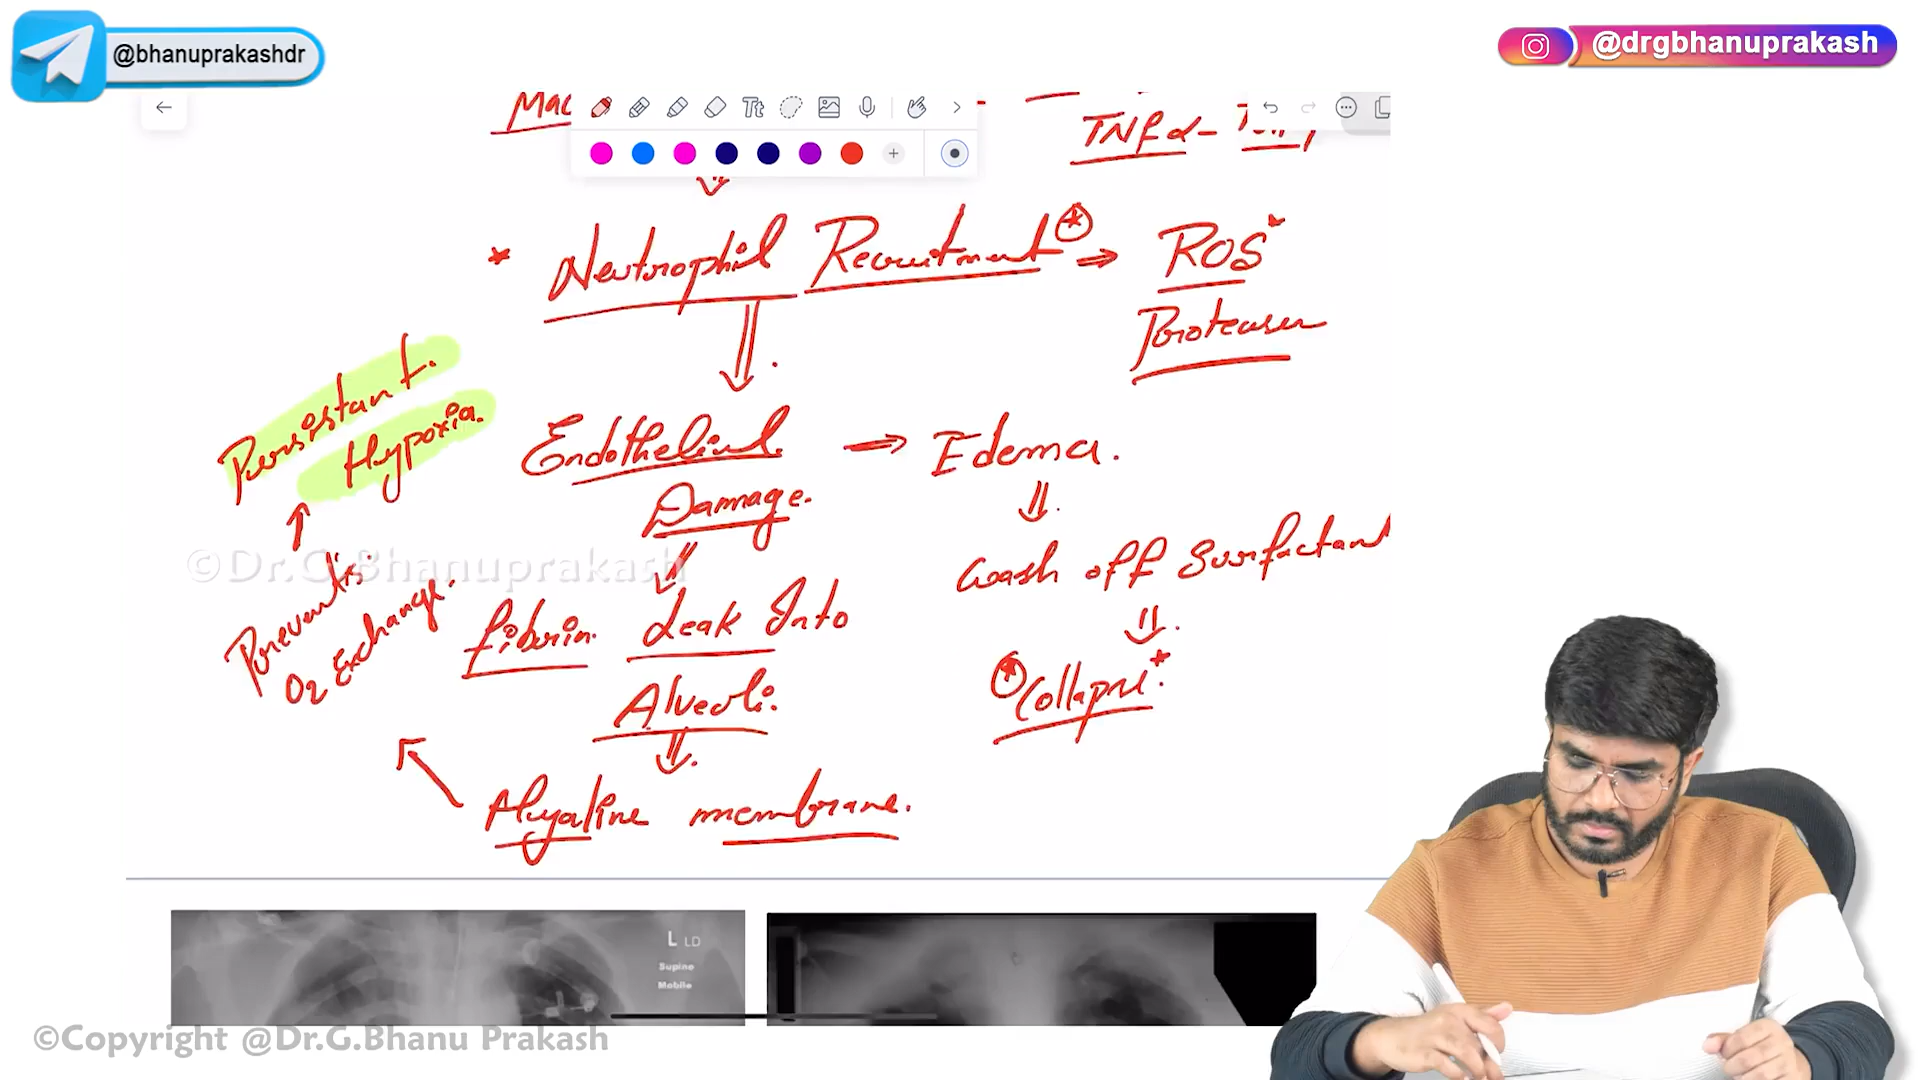 @bhanuprakashdr
@drgbhanuprakash
Mac
Tt
TNF α -
* Neutrophil Recruitment * ⇒ ROS *
Proteases
Persistant.
Hypoxia.
Endothelial. → Edema.
Damage.
Wash off Surfactant
©Dr.G.Bhanuprakash
Prevents.
O2 Exchange.
fibrin. Leak Into
Alveoli.
* Collapse. *
Hyaline membrane.
L LD
Supine
Mobile
©Copyright @Dr.G.Bhanu Prakash